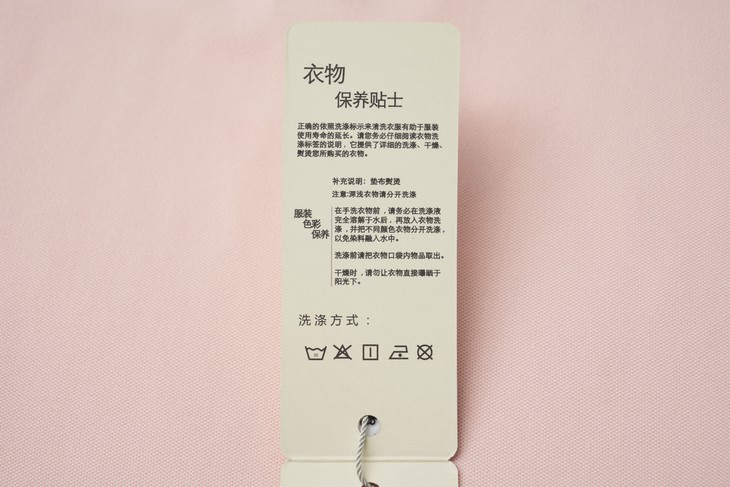 衣物
保养贴士
正确的依照洗涤标示来清洗衣服有助于服装
使用寿命的延长。请您务必仔细阅读衣物洗
涤标签的说明，它提供了详细的洗涤、干燥、
熨烫您所购买的衣物。
补充说明：垫布熨烫
注意:深浅衣物请分开洗涤
服装
色彩
保养
在手洗衣物前，请务必在洗涤液
完全溶解于水后，再放入衣物洗
涤，并把不同颜色衣物分开洗涤，
以免染料融入水中。
洗涤前请把衣物口袋内物品取出。
干燥时，请勿让衣物直接曝晒于
阳光下。
洗涤方式：